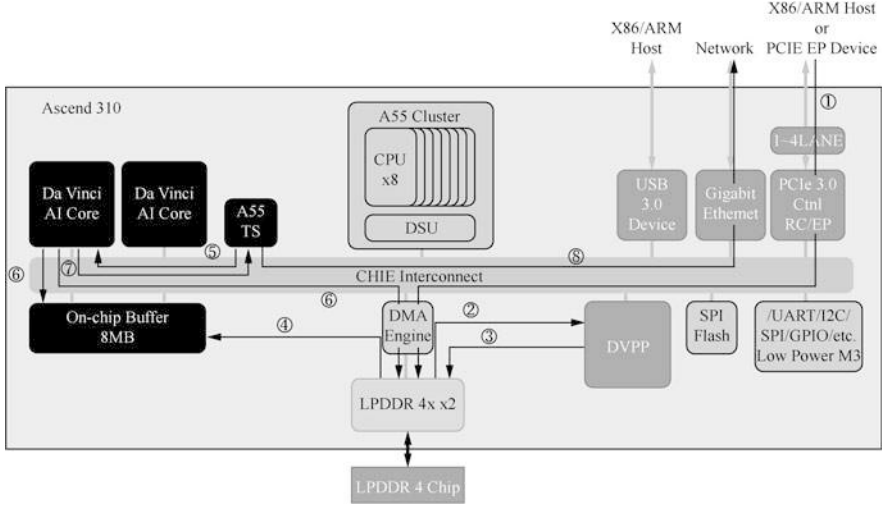 X86/ARM
Host
Network
X86/ARM Host
or
PCIE EP Device
Ascend 310
①
A55 Cluster
CPU
x8
DSU
1~4LANE
Da Vinci
AI Core
Da Vinci
AI Core
A55
TS
USB
3.0
Device
Gigabit
Ethernet
PCIe 3.0
Ctnl
RC/EP
⑤
⑧
⑥
⑦
CHIE Interconnect
⑥
On-chip Buffer
8MB
④
DMA
Engine
②
③
DVPP
SPI
Flash
/UART/I2C/
SPI/GPIO/etc.
Low Power M3
LPDDR 4x x2
LPDDR 4 Chip